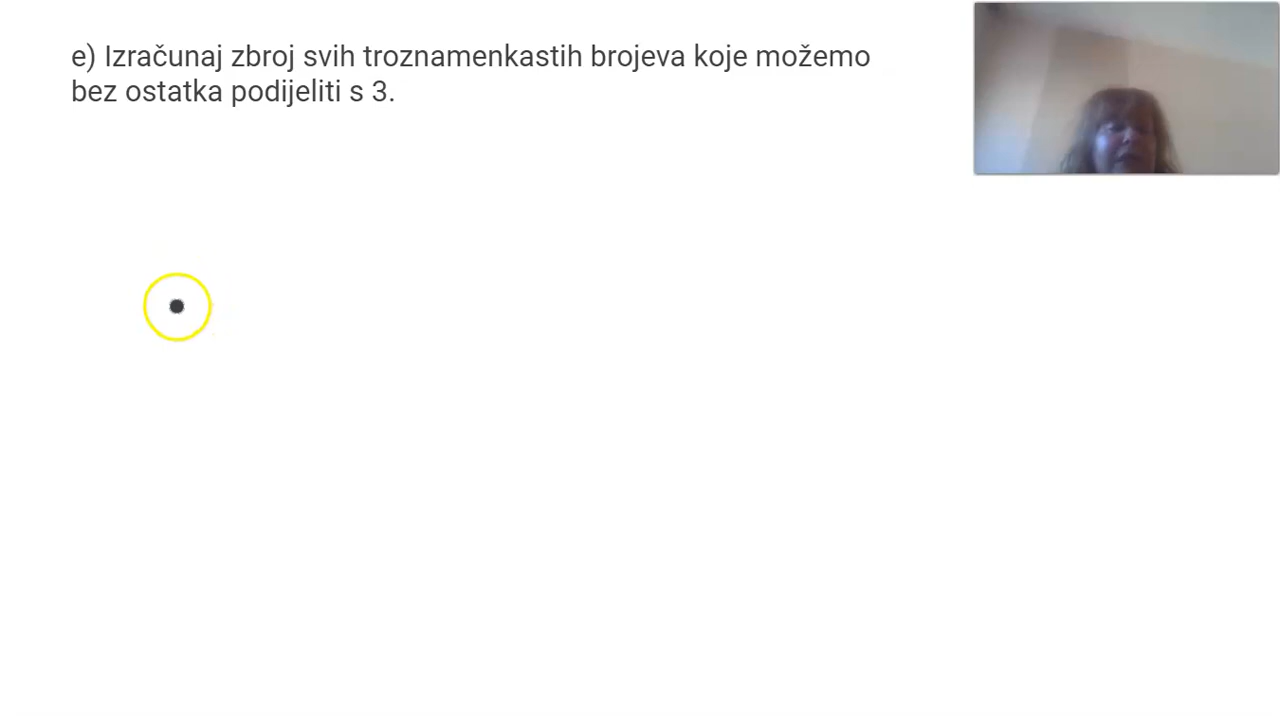 e) Izračunaj zbroj svih troznamenkastih brojeva koje možemo
bez ostatka podijeliti s 3.